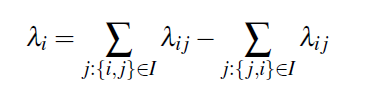 λ_i = ∑_{j:{i,j}∈I} λ_{ij} − ∑_{j:{j,i}∈I} λ_{ij}